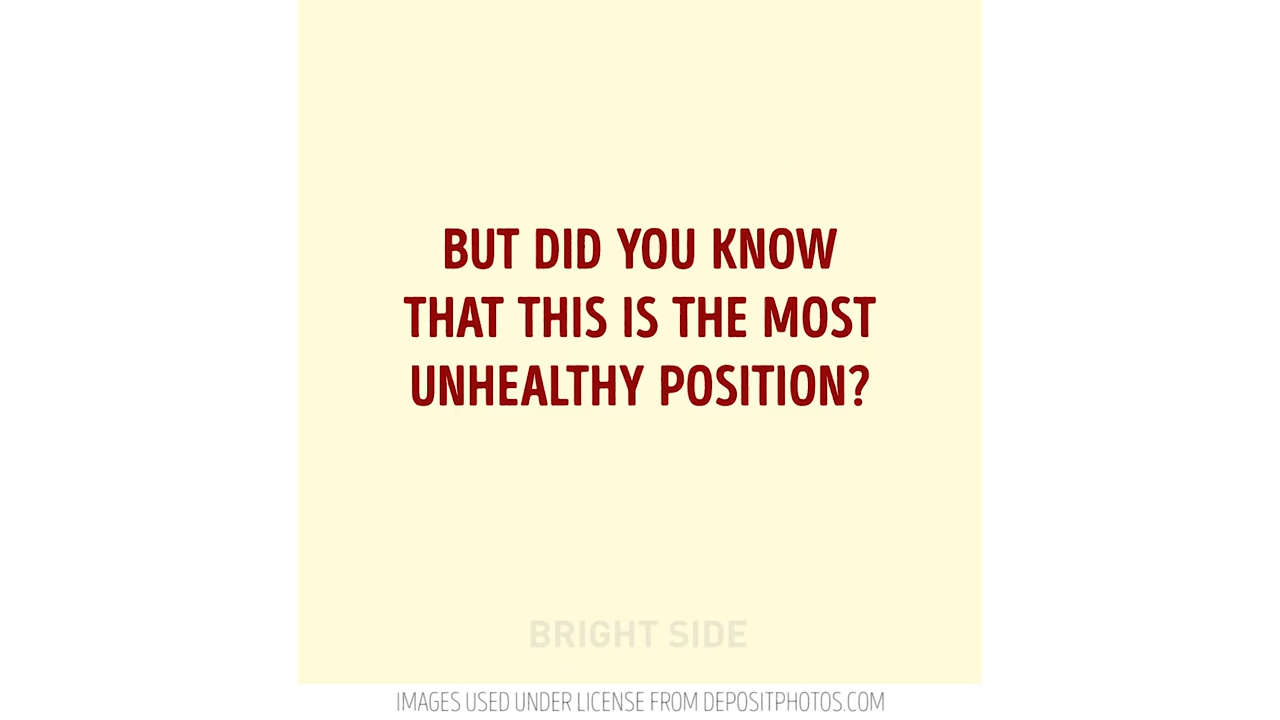 BUT DID YOU KNOW
THAT THIS IS THE MOST
UNHEALTHY POSITION?
BRIGHT SIDE
IMAGES USED UNDER LICENSE FROM DEPOSITPHOTOS.COM